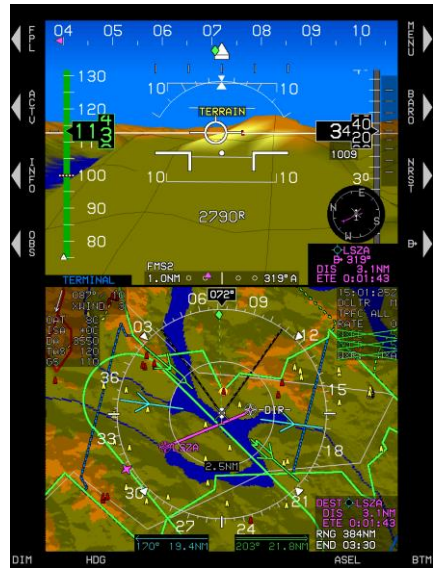 04 05 06 07 08 09 10
FPL
MENU
130
10 10
120
ACTV
TERRAIN
BARO
113
3420
1009
INFO
100
3°
NRST
10 10
90
2790R
OBS
80
LSZA
319°
DIS 3.1NM
ETE 0:01:43
FMS2
TERMINAL
1.0NM
319°A
072°
06 09
03 12
36 15
33 18
30 21
27 24
-DIR-
LSZA
2.5NM
DEST LSZA
DIS 3.1NM
ETE 0:01:43
RNG 384NM
END 03:30
170° 19.4NM
203° 21.8NM
DIM HDG ASEL BTM